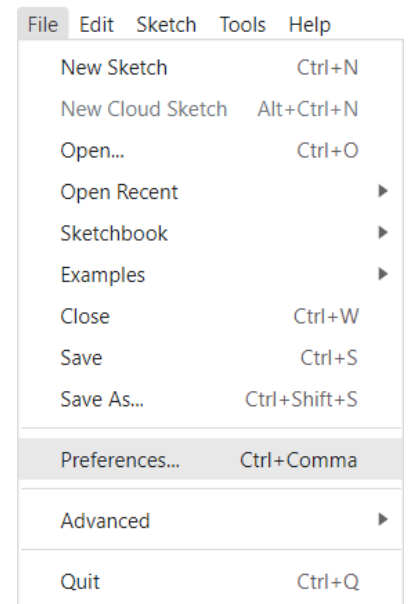 File Edit Sketch Tools Help
New Sketch Ctrl+N
New Cloud Sketch Alt+Ctrl+N
Open... Ctrl+O
Open Recent
Sketchbook
Examples
Close Ctrl+W
Save Ctrl+S
Save As... Ctrl+Shift+S
Preferences... Ctrl+Comma
Advanced
Quit Ctrl+Q